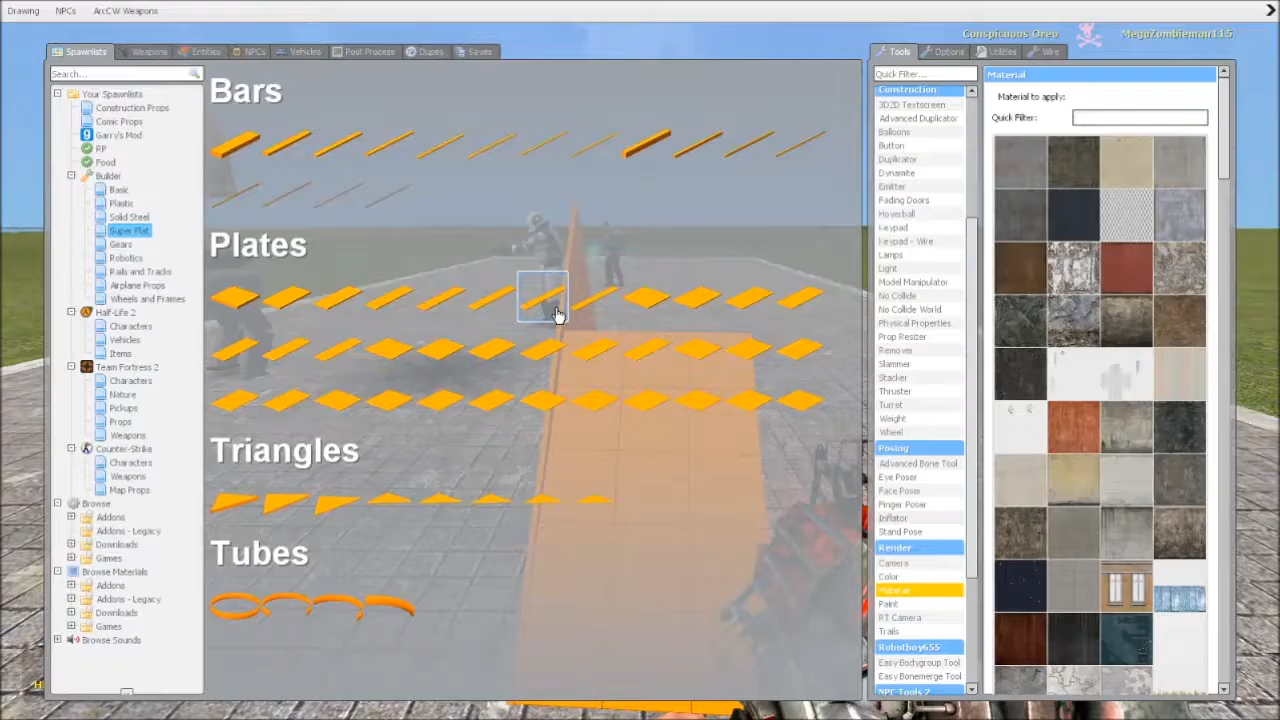 Drawing NPCs ArcCW Weapons
Conspicuous Oreo
MegaZombieman115
Spawnlists Weapons Entities NPCs Vehicles Post Process Dupes Saves
Search...
Your Spawnlists
Construction Props
Comic Props
Garry's Mod
RP
Food
Builder
Basic
Plastic
Solid Steel
Super Flat
Gears
Robotics
Rails and Tracks
Airplane Props
Wheels and Frames
Half-Life 2
Characters
Vehicles
Items
Team Fortress 2
Characters
Nature
Pickups
Props
Weapons
Counter-Strike
Characters
Weapons
Map Props
Browse
Addons
Addons - Legacy
Downloads
Games
Browse Materials
Addons
Addons - Legacy
Downloads
Games
Browse Sounds
Bars
Plates
Triangles
Tubes
Tools Options Utilities Wire
Quick Filter...
Construction
3D2D Textscreen
Advanced Duplicator
Balloons
Button
Duplicator
Dynamite
Emitter
Fading Doors
Hoverball
Keypad
Keypad - Wire
Lamps
Light
Model Manipulator
No Collide
No Collide World
Physical Properties
Prop Resizer
Remover
Slammer
Stacker
Thruster
Turret
Weight
Wheel
Posing
Advanced Bone Tool
Eye Poser
Face Poser
Finger Poser
Inflator
Stand Pose
Render
Camera
Color
Material
Paint
RT Camera
Trails
Robotboy655
Easy Bodygroup Tool
Easy Bonemerge Tool
NPC Tools 2
Material
Material to apply:
Quick Filter: